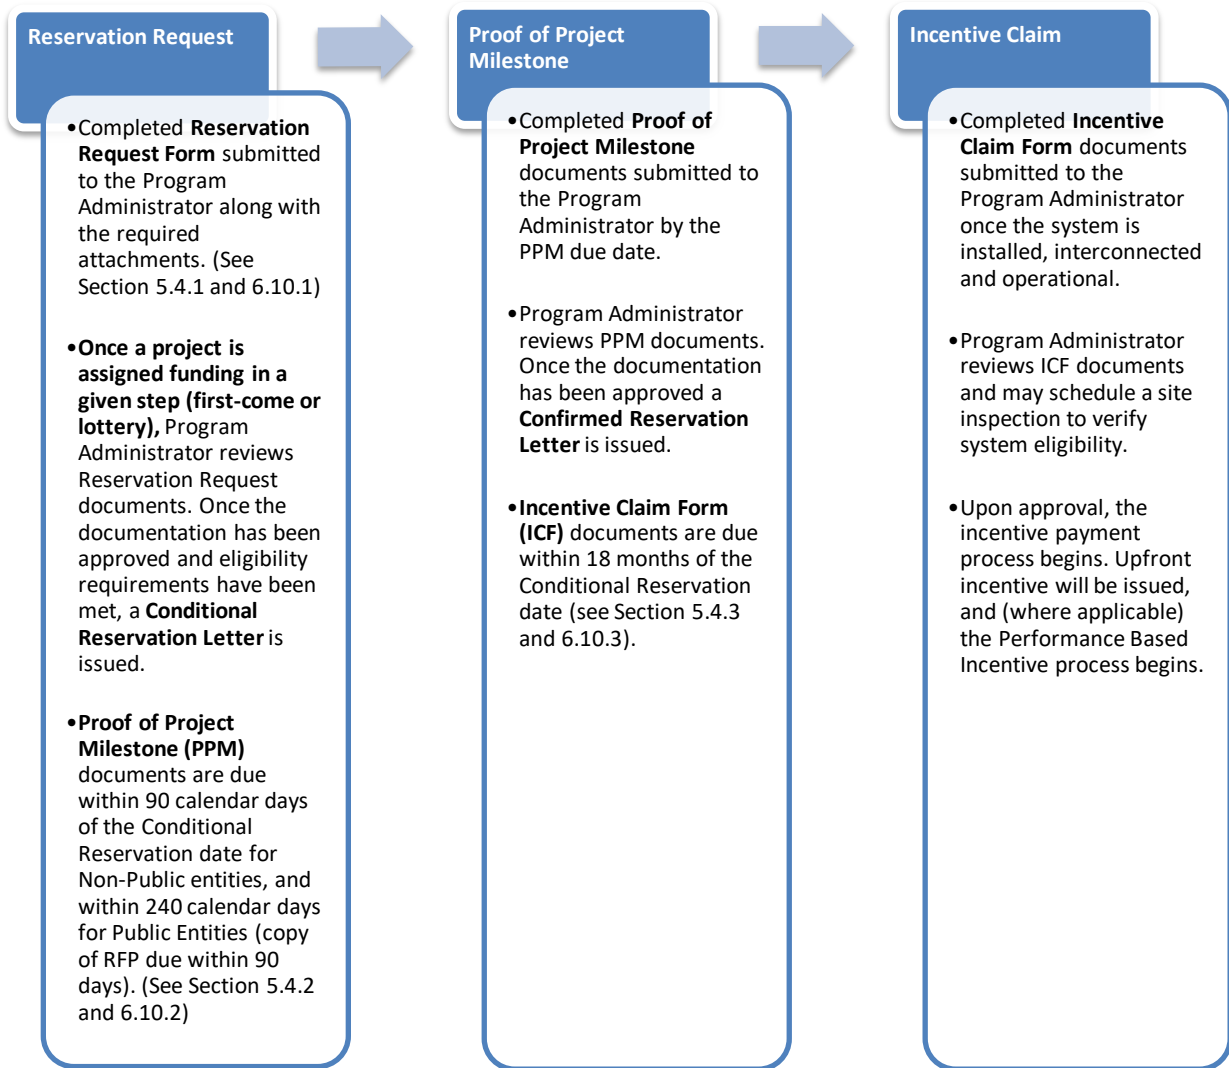 Reservation Request
•Completed Reservation
Request Form submitted
to the Program
Administrator along with
the required
attachments. (See
Section 5.4.1 and 6.10.1)
•Once a project is
assigned funding in a
given step (first-come or
lottery), Program
Administrator reviews
Reservation Request
documents. Once the
documentation has been
approved and eligibility
requirements have been
met, a Conditional
Reservation Letter is
issued.
•Proof of Project
Milestone (PPM)
documents are due
within 90 calendar days
of the Conditional
Reservation date for
Non-Public entities, and
within 240 calendar days
for Public Entities (copy
of RFP due within 90
days). (See Section 5.4.2
and 6.10.2)
Proof of Project
Milestone
•Completed Proof of
Project Milestone
documents submitted to
the Program
Administrator by the
PPM due date.
•Program Administrator
reviews PPM documents.
Once the documentation
has been approved a
Confirmed Reservation
Letter is issued.
•Incentive Claim Form
(ICF) documents are due
within 18 months of the
Conditional Reservation
date (see Section 5.4.3
and 6.10.3).
Incentive Claim
•Completed Incentive
Claim Form documents
submitted to the
Program Administrator
once the system is
installed, interconnected
and operational.
•Program Administrator
reviews ICF documents
and may schedule a site
inspection to verify
system eligibility.
•Upon approval, the
incentive payment
process begins. Upfront
incentive will be issued,
and (where applicable)
the Performance Based
Incentive process begins.